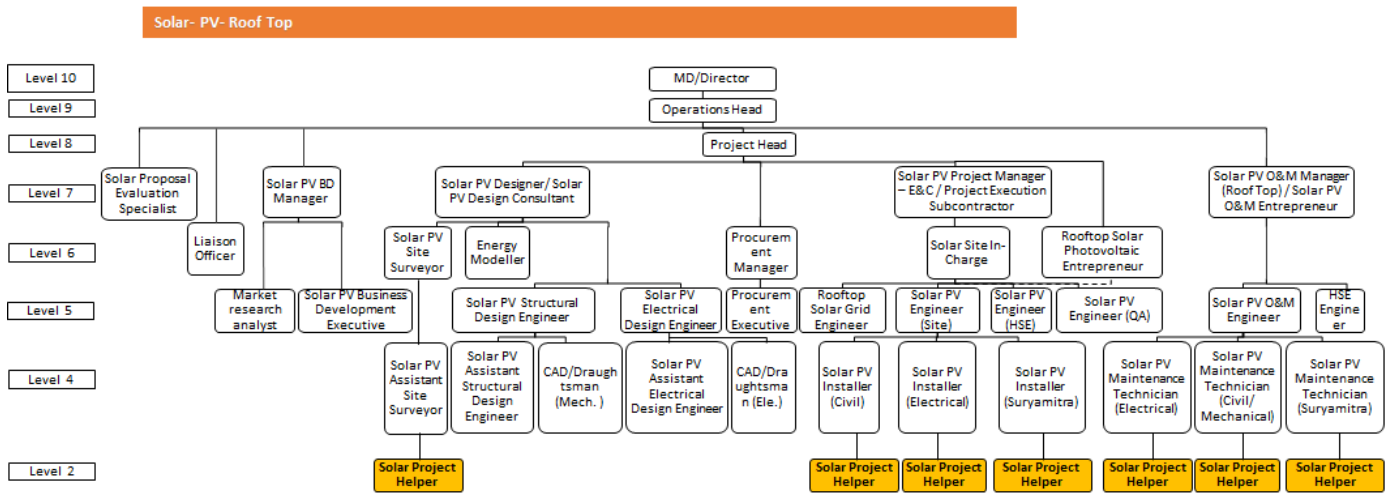 Solar- PV- Roof Top
Level 10
MD/Director
Level 9
Operations Head
Level 8
Project Head
Level 7
Solar Proposal
Evaluation
Specialist
Solar PV BD
Manager
Solar PV Designer/ Solar
PV Design Consultant
Solar PV Project Manager
– E&C / Project Execution
Subcontractor
Solar PV O&M Manager
(Roof Top) / Solar PV
O&M Entrepreneur
Level 6
Liaison
Officer
Solar PV
Site
Surveyor
Energy
Modeller
Procurem
ent
Manager
Solar Site In-
Charge
Rooftop Solar
Photovoltaic
Entrepreneur
Level 5
Market
research
analyst
Solar PV Business
Development
Executive
Solar PV Structural
Design Engineer
Solar PV
Electrical
Design Engineer
Procurem
ent
Executive
Rooftop
Solar Grid
Engineer
Solar PV
Engineer
(Site)
Solar PV
Engineer
(HSE)
Solar PV
Engineer (QA)
Solar PV O&M
Engineer
HSE
Engine
er
Level 4
Solar PV
Assistant
Site
Surveyor
Solar PV
Assistant
Structural
Design
Engineer
CAD/Draugh
tsman
(Mech. )
Solar PV
Assistant
Electrical
Design Engineer
CAD/Dra
ughtsma
n (Ele.)
Solar PV
Installer
(Civil)
Solar PV
Installer
(Electrical)
Solar PV
Installer
(Suryamitra)
Solar PV
Maintenance
Technician
(Electrical)
Solar PV
Maintenance
Technician
(Civil/
Mechanical)
Solar PV
Maintenance
Technician
(Suryamitra)
Level 2
Solar Project
Helper
Solar Project
Helper
Solar Project
Helper
Solar Project
Helper
Solar Project
Helper
Solar Project
Helper
Solar Project
Helper